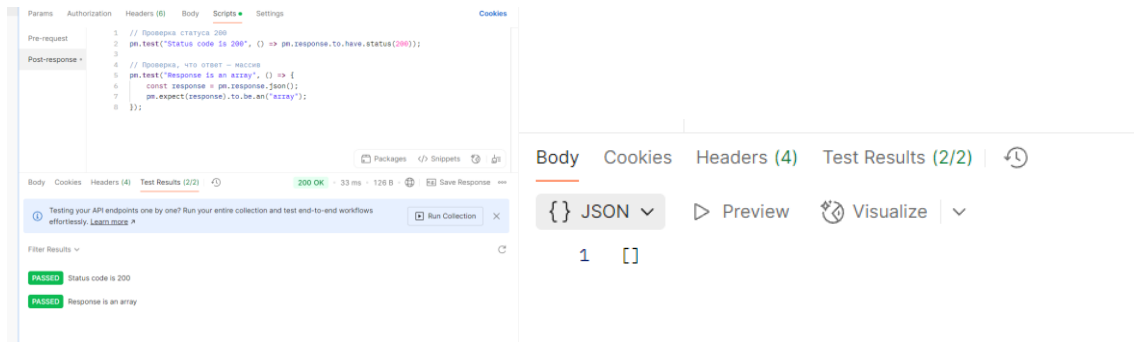 Params Authorization Headers (6) Body Scripts Settings Cookies
Pre-request
Post-response
1 // Проверка статуса 200
2 pm.test("Status code is 200", () => pm.response.to.have.status(200));
3
4 // Проверка, что ответ — массив
5 pm.test("Response is an array", () => {
6 const response = pm.response.json();
7 pm.expect(response).to.be.an("array");
8 });
Packages </> Snippets
Body Cookies Headers (4) Test Results (2/2) 200 OK · 33 ms · 126 B · Save Response
Testing your API endpoints one by one? Run your entire collection and test end-to-end workflows
effortlessly. Learn more ↗
Run Collection
Filter Results
PASSED Status code is 200
PASSED Response is an array
Body Cookies Headers (4) Test Results (2/2)
{} JSON Preview Visualize
1 []